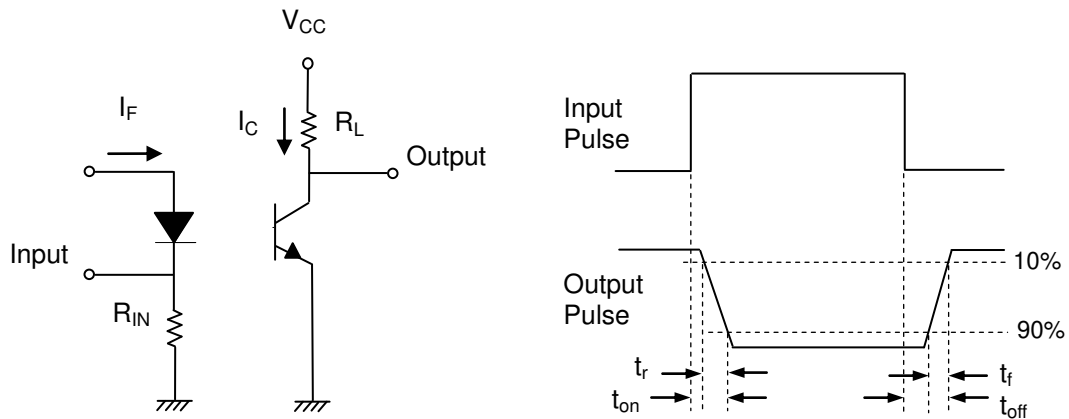 V_CC
I_F
I_C
R_L
Output
Input
R_IN
Input
Pulse
Output
Pulse
10%
90%
t_r
t_on
t_f
t_off